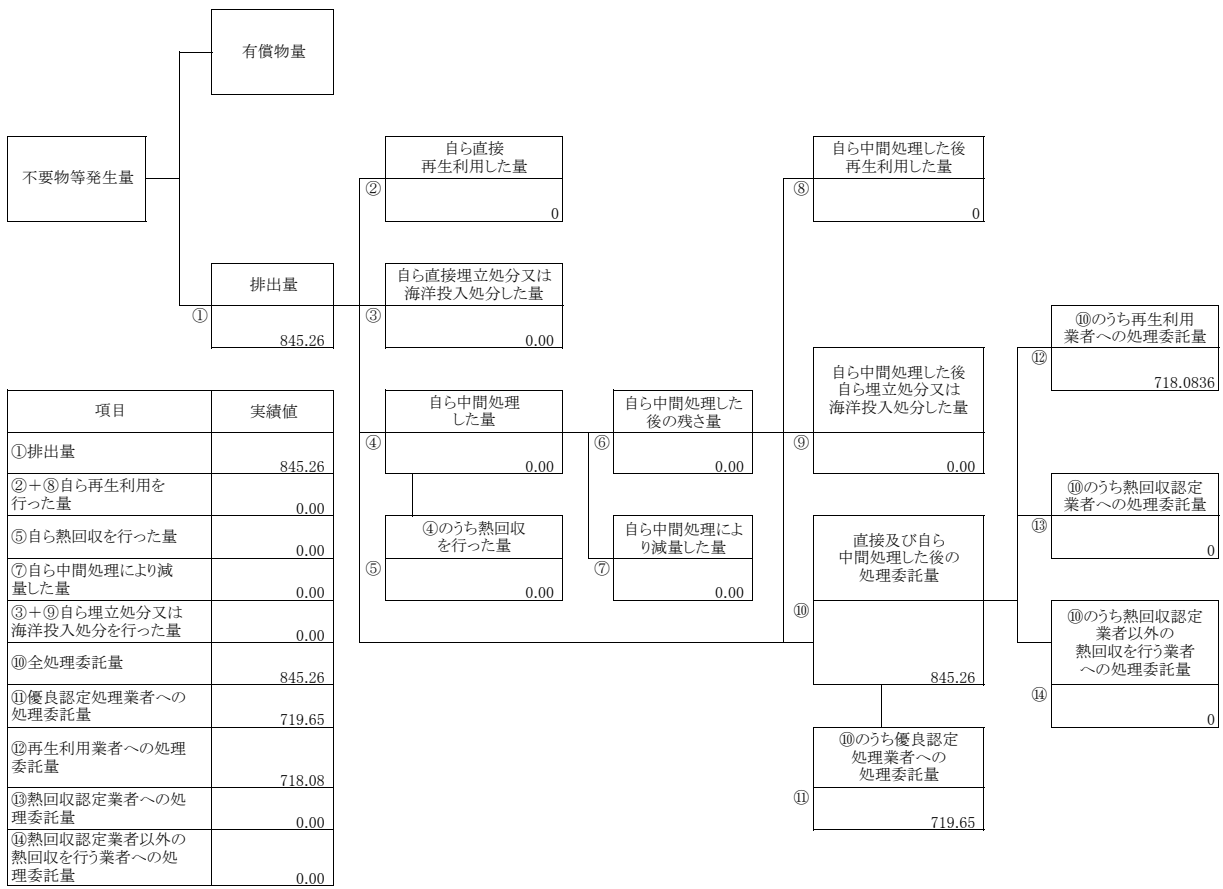 有償物量
不要物等発生量
排出量
①
845.26
自ら直接
再生利用した量
②
0
自ら直接埋立処分又は
海洋投入処分した量
③
0.00
自ら中間処理
した量
④
0.00
④のうち熱回収
を行った量
⑤
0.00
自ら中間処理した
後の残さ量
⑥
0.00
自ら中間処理によ
り減量した量
⑦
0.00
自ら中間処理した後
再生利用した量
⑧
0
自ら中間処理した後
自ら埋立処分又は
海洋投入処分した量
⑨
0.00
直接及び自ら
中間処理した後の
処理委託量
⑩
845.26
⑩のうち優良認定
処理業者への
処理委託量
⑪
719.65
⑩のうち再生利用
業者への処理委託量
⑫
718.0836
⑩のうち熱回収認定
業者への処理委託量
⑬
0
⑩のうち熱回収認定
業者以外の
熱回収を行う業者
への処理委託量
⑭
0
項目 実績値
①排出量
845.26
②+⑧自ら再生利用を
行った量
0.00
⑤自ら熱回収を行った量
0.00
⑦自ら中間処理により減
量した量
0.00
③+⑨自ら埋立処分又は
海洋投入処分を行った量
0.00
⑩全処理委託量
845.26
⑪優良認定処理業者への
処理委託量
719.65
⑫再生利用業者への処理
委託量
718.08
⑬熱回収認定業者への処
理委託量
0.00
⑭熱回収認定業者以外の
熱回収を行う業者への処
理委託量
0.00